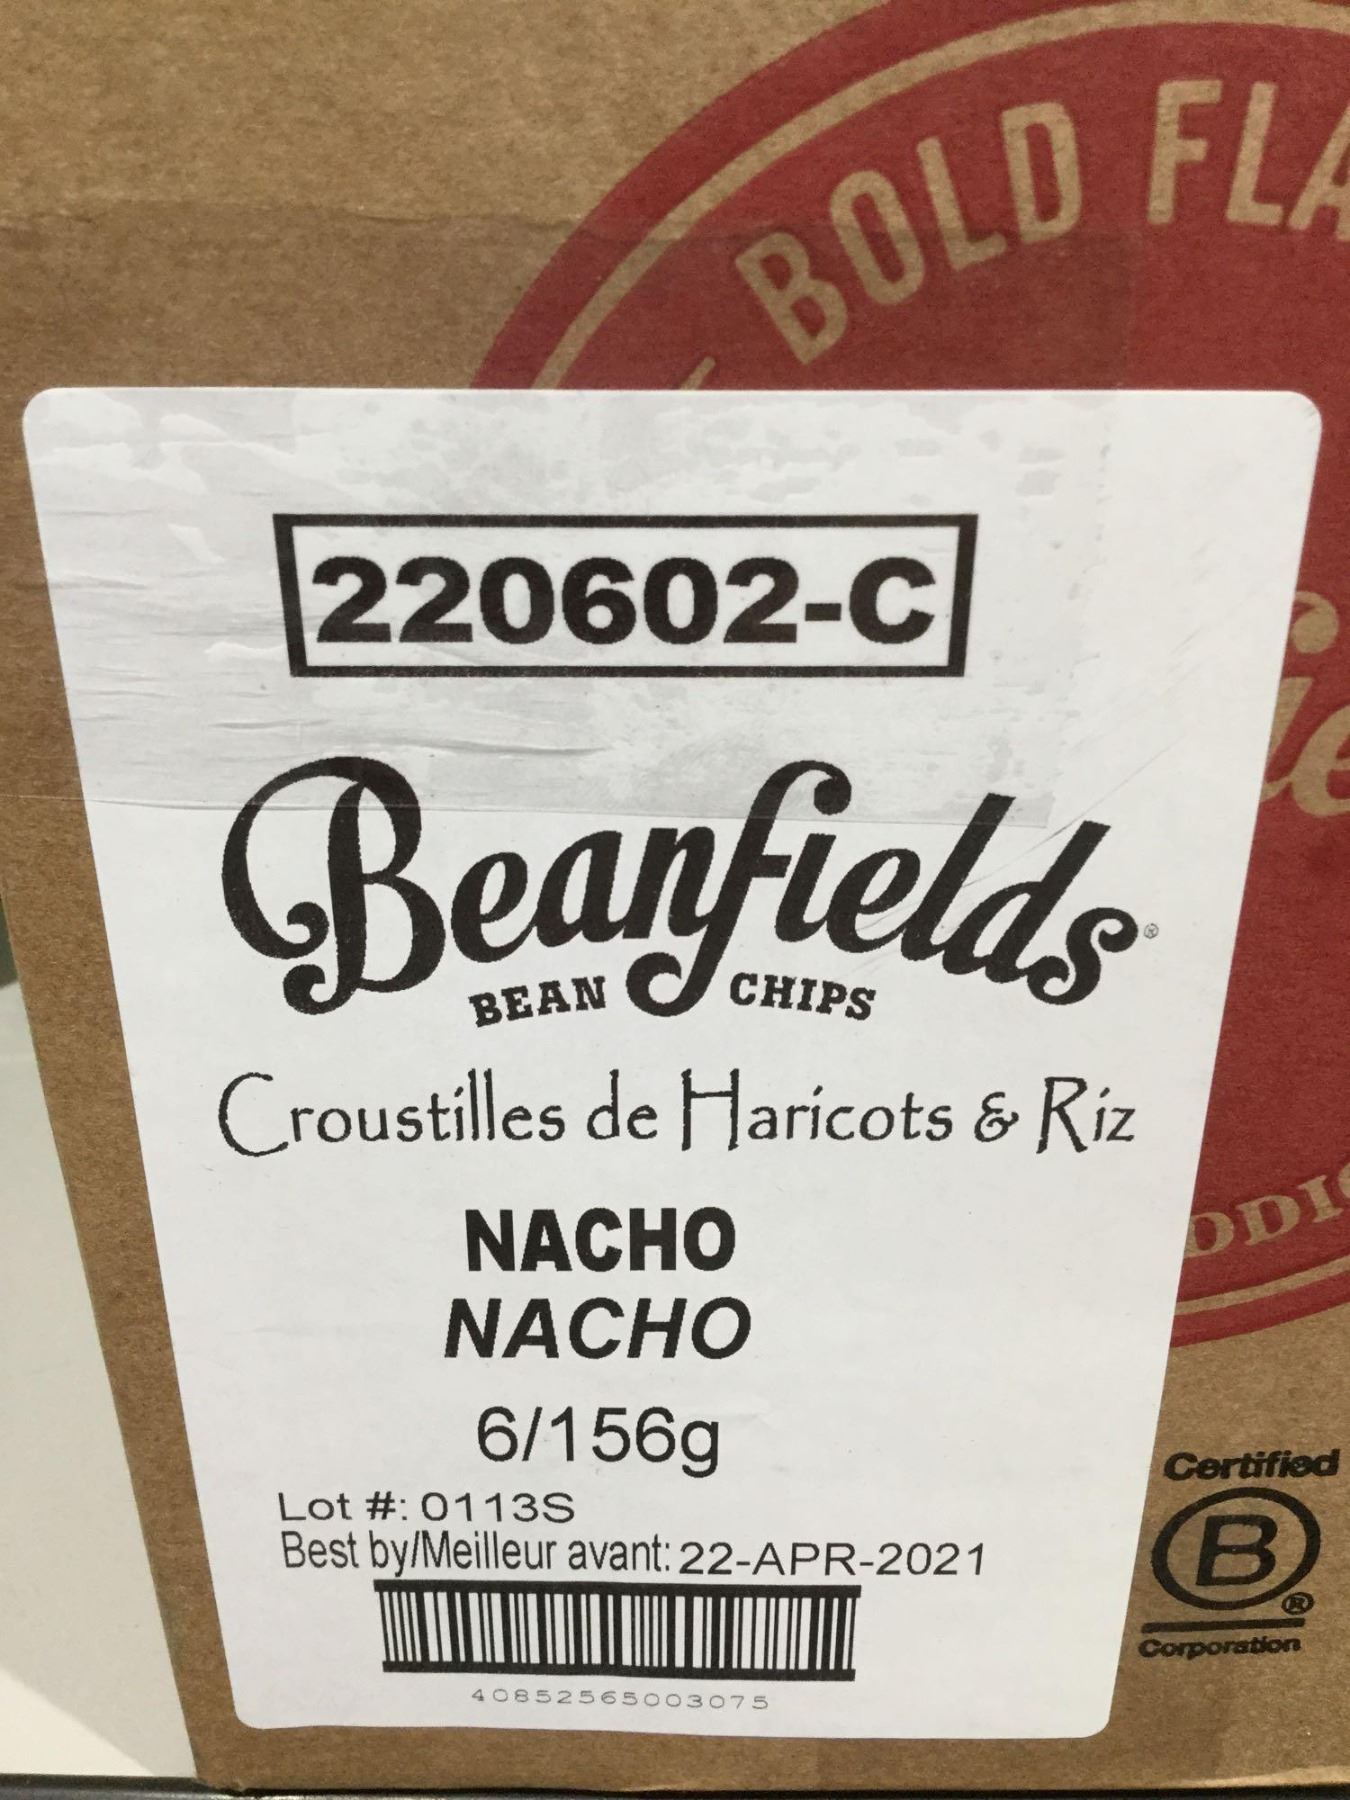 BOLD
220602-C
Beanfields®
BEAN CHIPS
Croustilles de Haricots & Riz
NACHO
NACHO
6/156g
Lot #: 0113S
Best by/Meilleur avant: 22-APR-2021
40852565003075
Certified
B®
Corporation